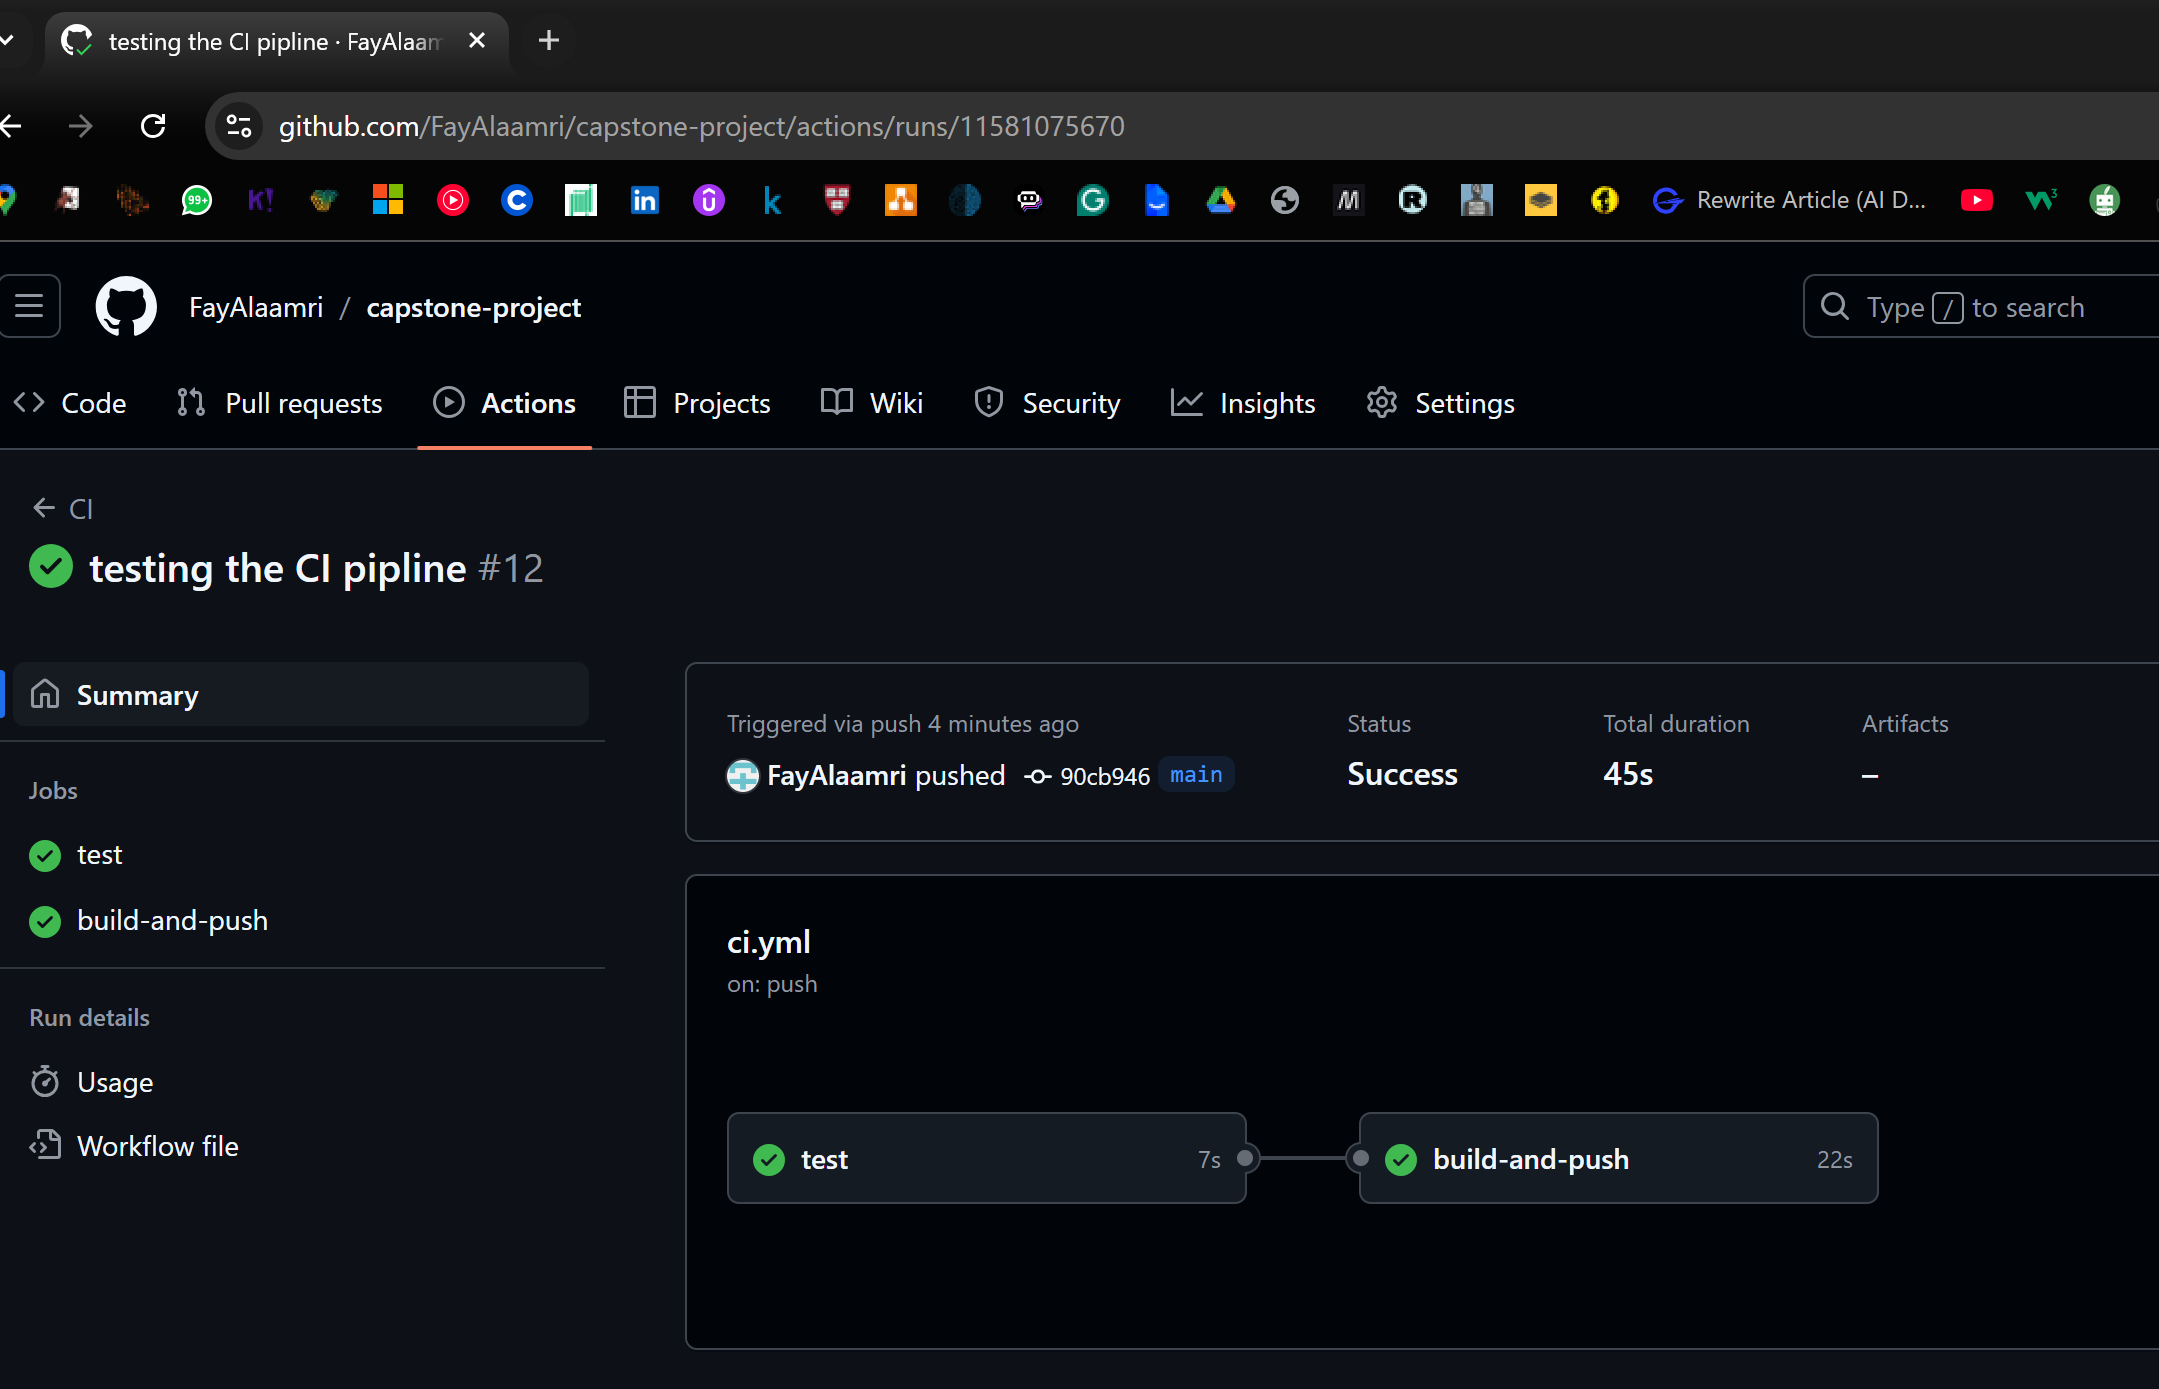 testing the CI pipline · FayAlaam
github.com/FayAlaamri/capstone-project/actions/runs/11581075670
99+
K!
Rewrite Article (AI D...
FayAlaamri / capstone-project
Type / to search
Code
Pull requests
Actions
Projects
Wiki
Security
Insights
Settings
CI
testing the CI pipline #12
Summary
Jobs
test
build-and-push
Run details
Usage
Workflow file
Triggered via push 4 minutes ago
FayAlaamri pushed 90cb946 main
Status
Success
Total duration
45s
Artifacts
–
ci.yml
on: push
test 7s
build-and-push 22s